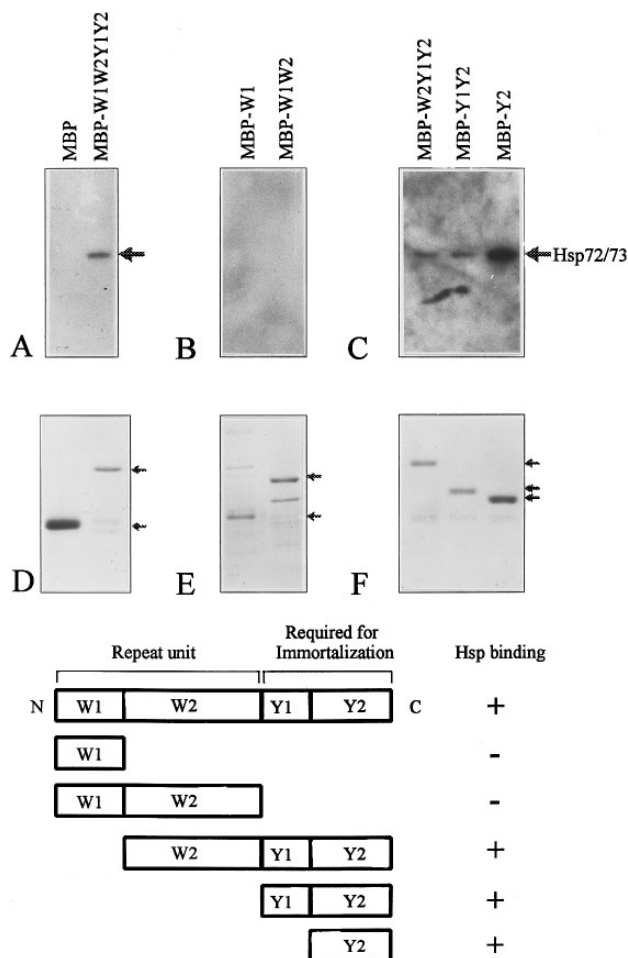 MBP
MBP-W1W2Y1Y2
MBP-W1
MBP-W1W2
MBP-W2Y1Y2
MBP-Y1Y2
MBP-Y2
Hsp72/73
A
B
C
D
E
F
Required for
Repeat unit Immortalization Hsp binding
N W1 W2 Y1 Y2 C +
W1 -
W1 W2 -
W2 Y1 Y2 +
Y1 Y2 +
Y2 +